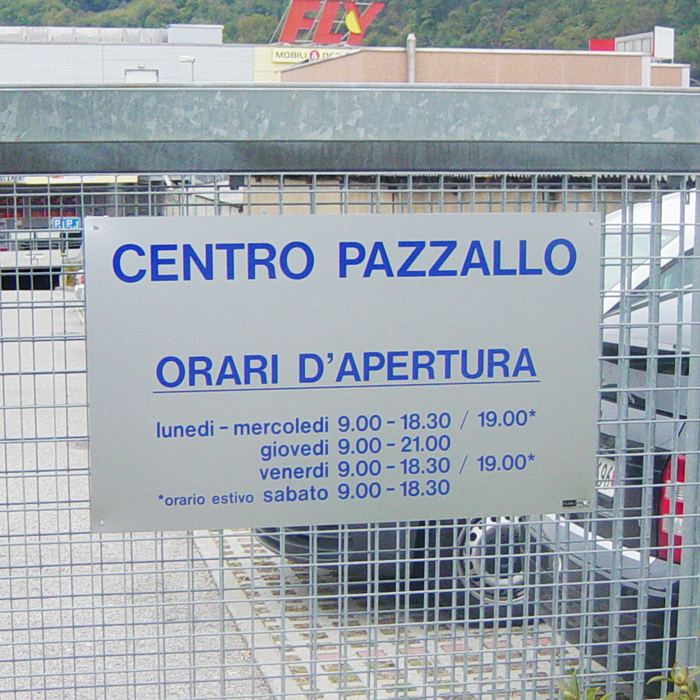 FLY
MOBILI
CENTRO PAZZALLO
ORARI D'APERTURA
lunedi - mercoledi 9.00 - 18.30 / 19.00*
giovedi 9.00 - 21.00
venerdi 9.00 - 18.30 / 19.00*
*orario estivo sabato 9.00 - 18.30